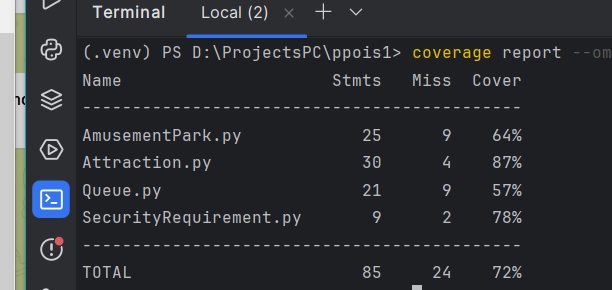 Terminal Local (2) × +
(.venv) PS D:\ProjectsPC\ppois1> coverage report --om
Name Stmts Miss Cover
-------------------------------------------
AmusementPark.py 25 9 64%
Attraction.py 30 4 87%
Queue.py 21 9 57%
SecurityRequirement.py 9 2 78%
-------------------------------------------
TOTAL 85 24 72%